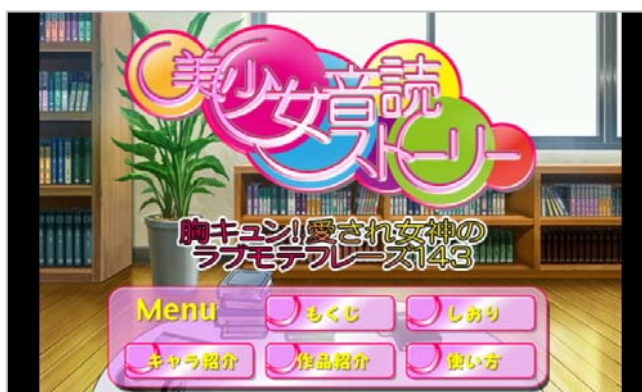 美少女音読
ストーリー
胸キュン!愛され女神の
ラブモテフレーズ143
Menu
もくじ
しおり
キャラ紹介
作品紹介
使い方